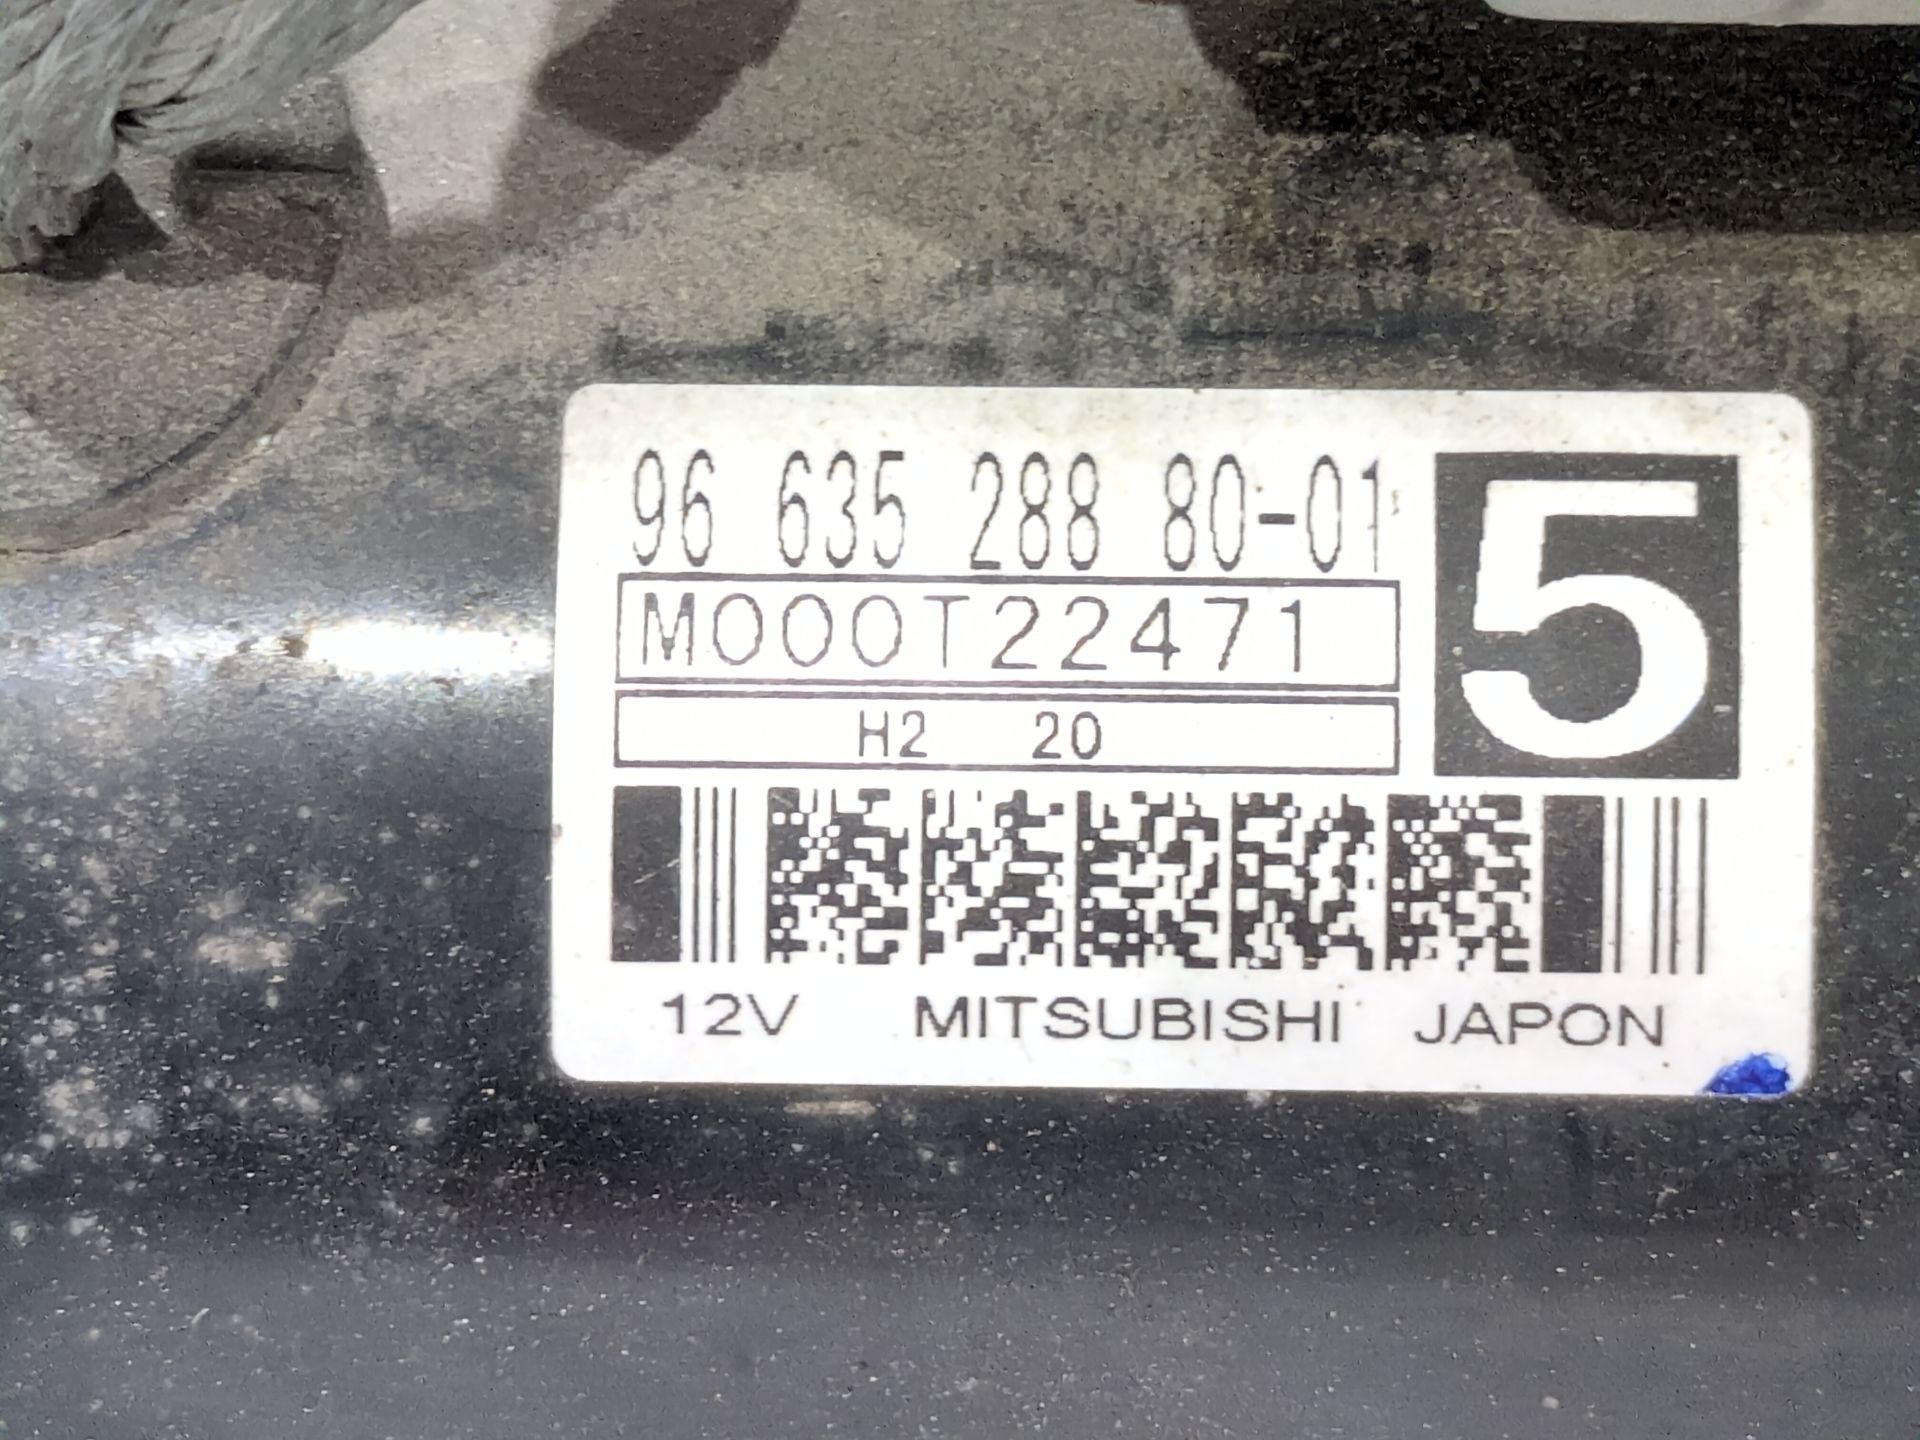 96 635 288 80-01
5
M000T22471
H2 20
12V MITSUBISHI JAPON